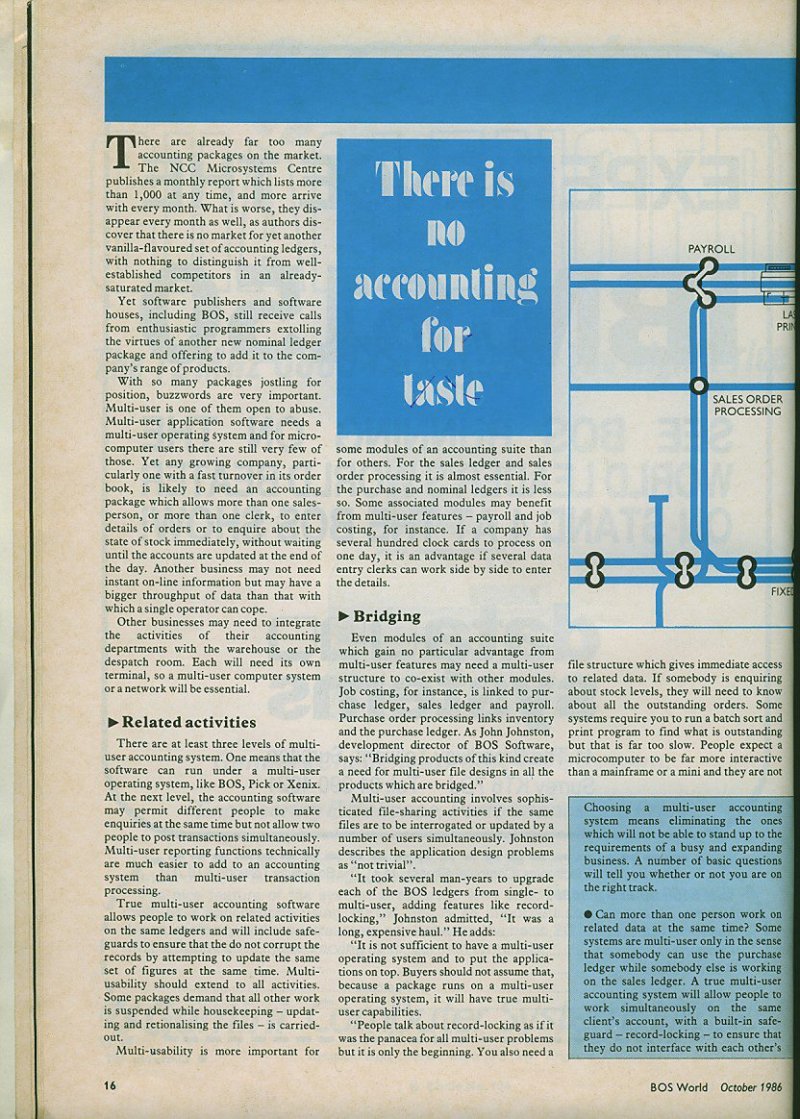 There are already far too many
accounting packages on the market.
The NCC Microsystems Centre
publishes a monthly report which lists more
than 1,000 at any time, and more arrive
with every month. What is worse, they dis-
appear every month as well, as authors dis-
cover that there is no market for yet another
vanilla-flavoured set of accounting ledgers,
with nothing to distinguish it from well-
established competitors in an already-
saturated market.
Yet software publishers and software
houses, including BOS, still receive calls
from enthusiastic programmers extolling
the virtues of another new nominal ledger
package and offering to add it to the com-
pany's range of products.
With so many packages jostling for
position, buzzwords are very important.
Multi-user is one of them open to abuse.
Multi-user application software needs a
multi-user operating system and for micro-
computer users there are still very few of
those. Yet any growing company, parti-
cularly one with a fast turnover in its order
book, is likely to need an accounting
package which allows more than one sales-
person, or more than one clerk, to enter
details of orders or to enquire about the
state of stock immediately, without waiting
until the accounts are updated at the end of
the day. Another business may not need
instant on-line information but may have a
bigger throughput of data than that with
which a single operator can cope.
Other businesses may need to integrate
the activities of their accounting
departments with the warehouse or the
despatch room. Each will need its own
terminal, so a multi-user computer system
or a network will be essential.
►Related activities
There are at least three levels of multi-
user accounting system. One means that the
software can run under a multi-user
operating system, like BOS, Pick or Xenix.
At the next level, the accounting software
may permit different people to make
enquiries at the same time but not allow two
people to post transactions simultaneously.
Multi-user reporting functions technically
are much easier to add to an accounting
system than multi-user transaction
processing.
True multi-user accounting software
allows people to work on related activities
on the same ledgers and will include safe-
guards to ensure that the do not corrupt the
records by attempting to update the same
set of figures at the same time. Multi-
usability should extend to all activities.
Some packages demand that all other work
is suspended while housekeeping – updat-
ing and retionalising the files – is carried-
out.
Multi-usability is more important for
There is
no
accounting
for
taste
some modules of an accounting suite than
for others. For the sales ledger and sales
order processing it is almost essential. For
the purchase and nominal ledgers it is less
so. Some associated modules may benefit
from multi-user features – payroll and job
costing, for instance. If a company has
several hundred clock cards to process on
one day, it is an advantage if several data
entry clerks can work side by side to enter
the details.
►Bridging
Even modules of an accounting suite
which gain no particular advantage from
multi-user features may need a multi-user
structure to co-exist with other modules.
Job costing, for instance, is linked to pur-
chase ledger, sales ledger and payroll.
Purchase order processing links inventory
and the purchase ledger. As John Johnston,
development director of BOS Software,
says: "Bridging products of this kind create
a need for multi-user file designs in all the
products which are bridged."
Multi-user accounting involves sophis-
ticated file-sharing activities if the same
files are to be interrogated or updated by a
number of users simultaneously. Johnston
describes the application design problems
as "not trivial".
"It took several man-years to upgrade
each of the BOS ledgers from single- to
multi-user, adding features like record-
locking," Johnston admitted, "It was a
long, expensive haul." He adds:
"It is not sufficient to have a multi-user
operating system and to put the applica-
tions on top. Buyers should not assume that,
because a package runs on a multi-user
operating system, it will have true multi-
user capabilities.
"People talk about record-locking as if it
was the panacea for all multi-user problems
but it is only the beginning. You also need a
PAYROLL
LA
PRIN
SALES ORDER
PROCESSING
FIXED
file structure which gives immediate access
to related data. If somebody is enquiring
about stock levels, they will need to know
about all the outstanding orders. Some
systems require you to run a batch sort and
print program to find what is outstanding
but that is far too slow. People expect a
microcomputer to be far more interactive
than a mainframe or a mini and they are not
Choosing a multi-user accounting
system means eliminating the ones
which will not be able to stand up to the
requirements of a busy and expanding
business. A number of basic questions
will tell you whether or not you are on
the right track.
● Can more than one person work on
related data at the same time? Some
systems are multi-user only in the sense
that somebody can use the purchase
ledger while somebody else is working
on the sales ledger. A true multi-user
accounting system will allow people to
work simultaneously on the same
client's account, with a built-in safe-
guard – record-locking – to ensure that
they do not interface with each other's
16
BOS World October 1986